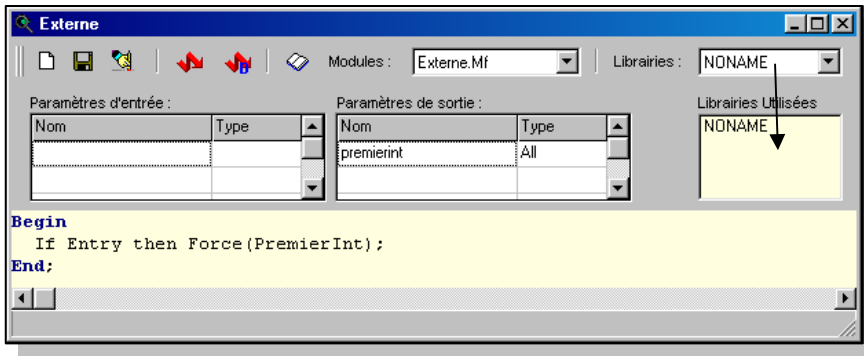 Externe
Modules : Externe.Mf Librairies : NONAME
Paramètres d'entrée : Paramètres de sortie : Librairies Utilisées
Nom Type Nom Type NONAME
premierint All
Begin
If Entry then Force(PremierInt);
End;